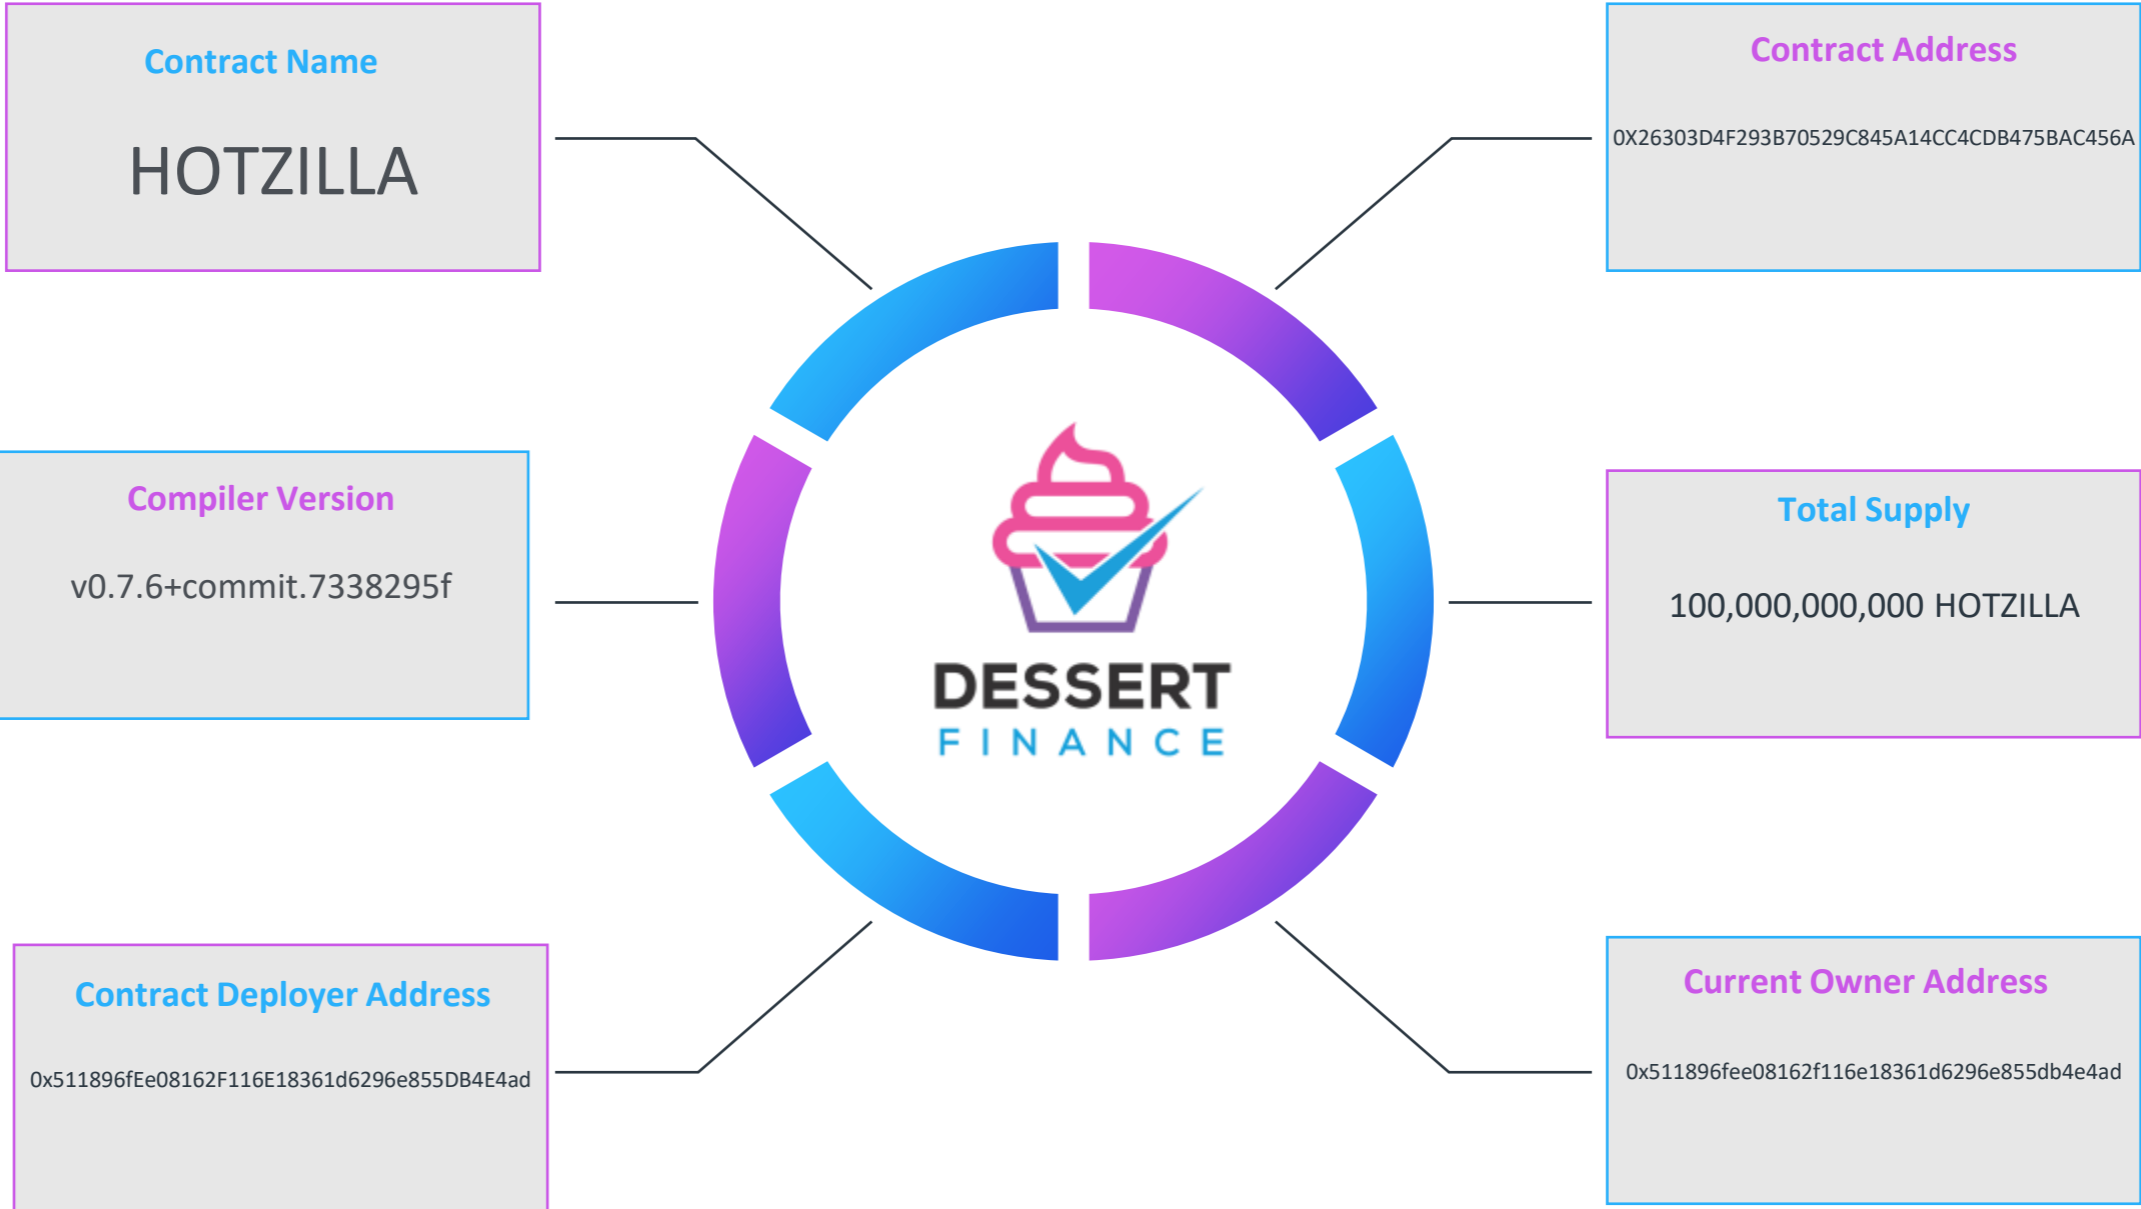 Contract Name
HOTZILLA
Contract Address
0X26303D4F293B70529C845A14CC4CDB475BAC456A
Compiler Version
v0.7.6+commit.7338295f
Total Supply
100,000,000,000 HOTZILLA
DESSERT
FINANCE
Contract Deployer Address
0x511896fEe08162F116E18361d6296e855DB4E4ad
Current Owner Address
0x511896fee08162f116e18361d6296e855db4e4ad